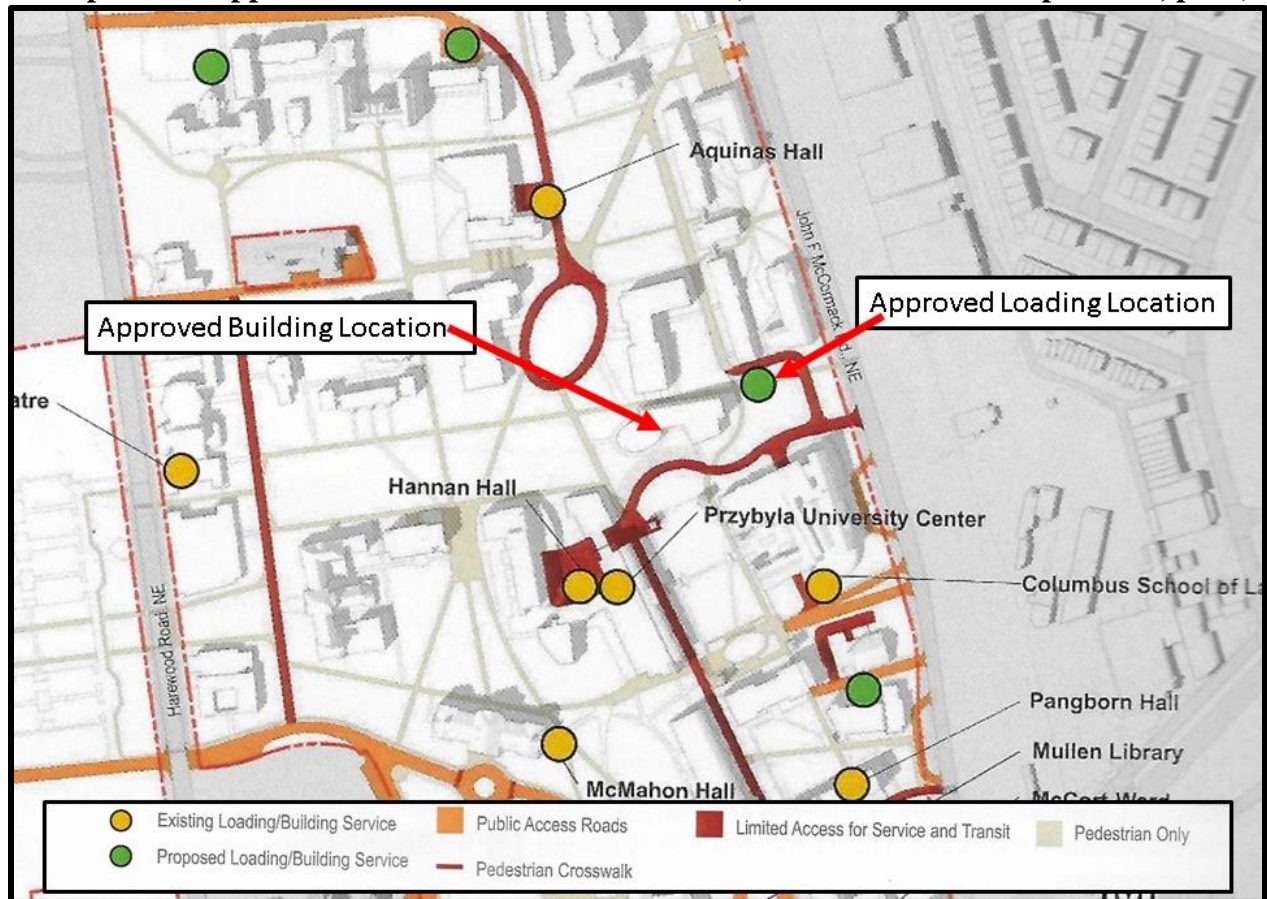 Aquinas Hall
John F McCormack
Approved Loading Location
Approved Building Location
NE
atre
Hannan Hall
Przybyla University Center
Columbus School of La
Harewood Road, NE
Pangborn Hall
Mullen Library
McMahon Hall
Existing Loading/Building Service
Public Access Roads
Limited Access for Service and Transit
Pedestrian Only
Proposed Loading/Building Service
Pedestrian Crosswalk